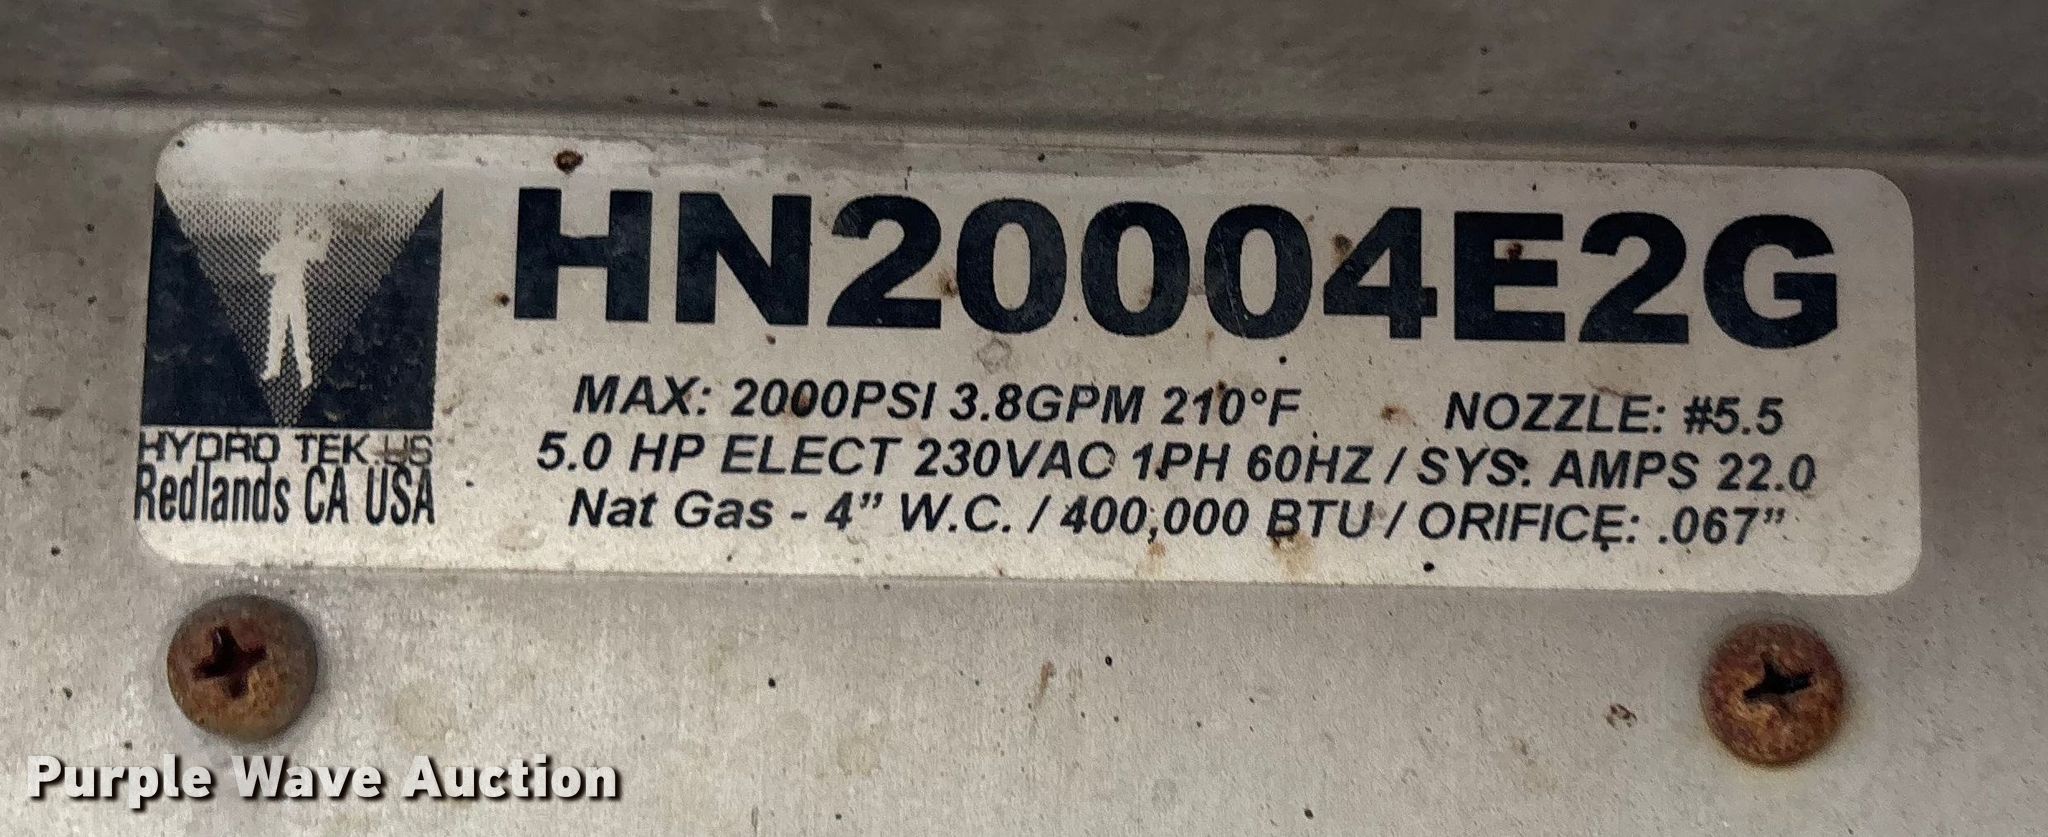 HN20004E2G
MAX: 2000PSI 3.8GPM 210°F NOZZLE: #5.5
5.0 HP ELECT 230VAC 1PH 60HZ / SYS. AMPS 22.0
Nat Gas - 4” W.C. / 400,000 BTU / ORIFICE: .067”
HYDRO TEK US
Redlands CA USA
Purple Wave Auction